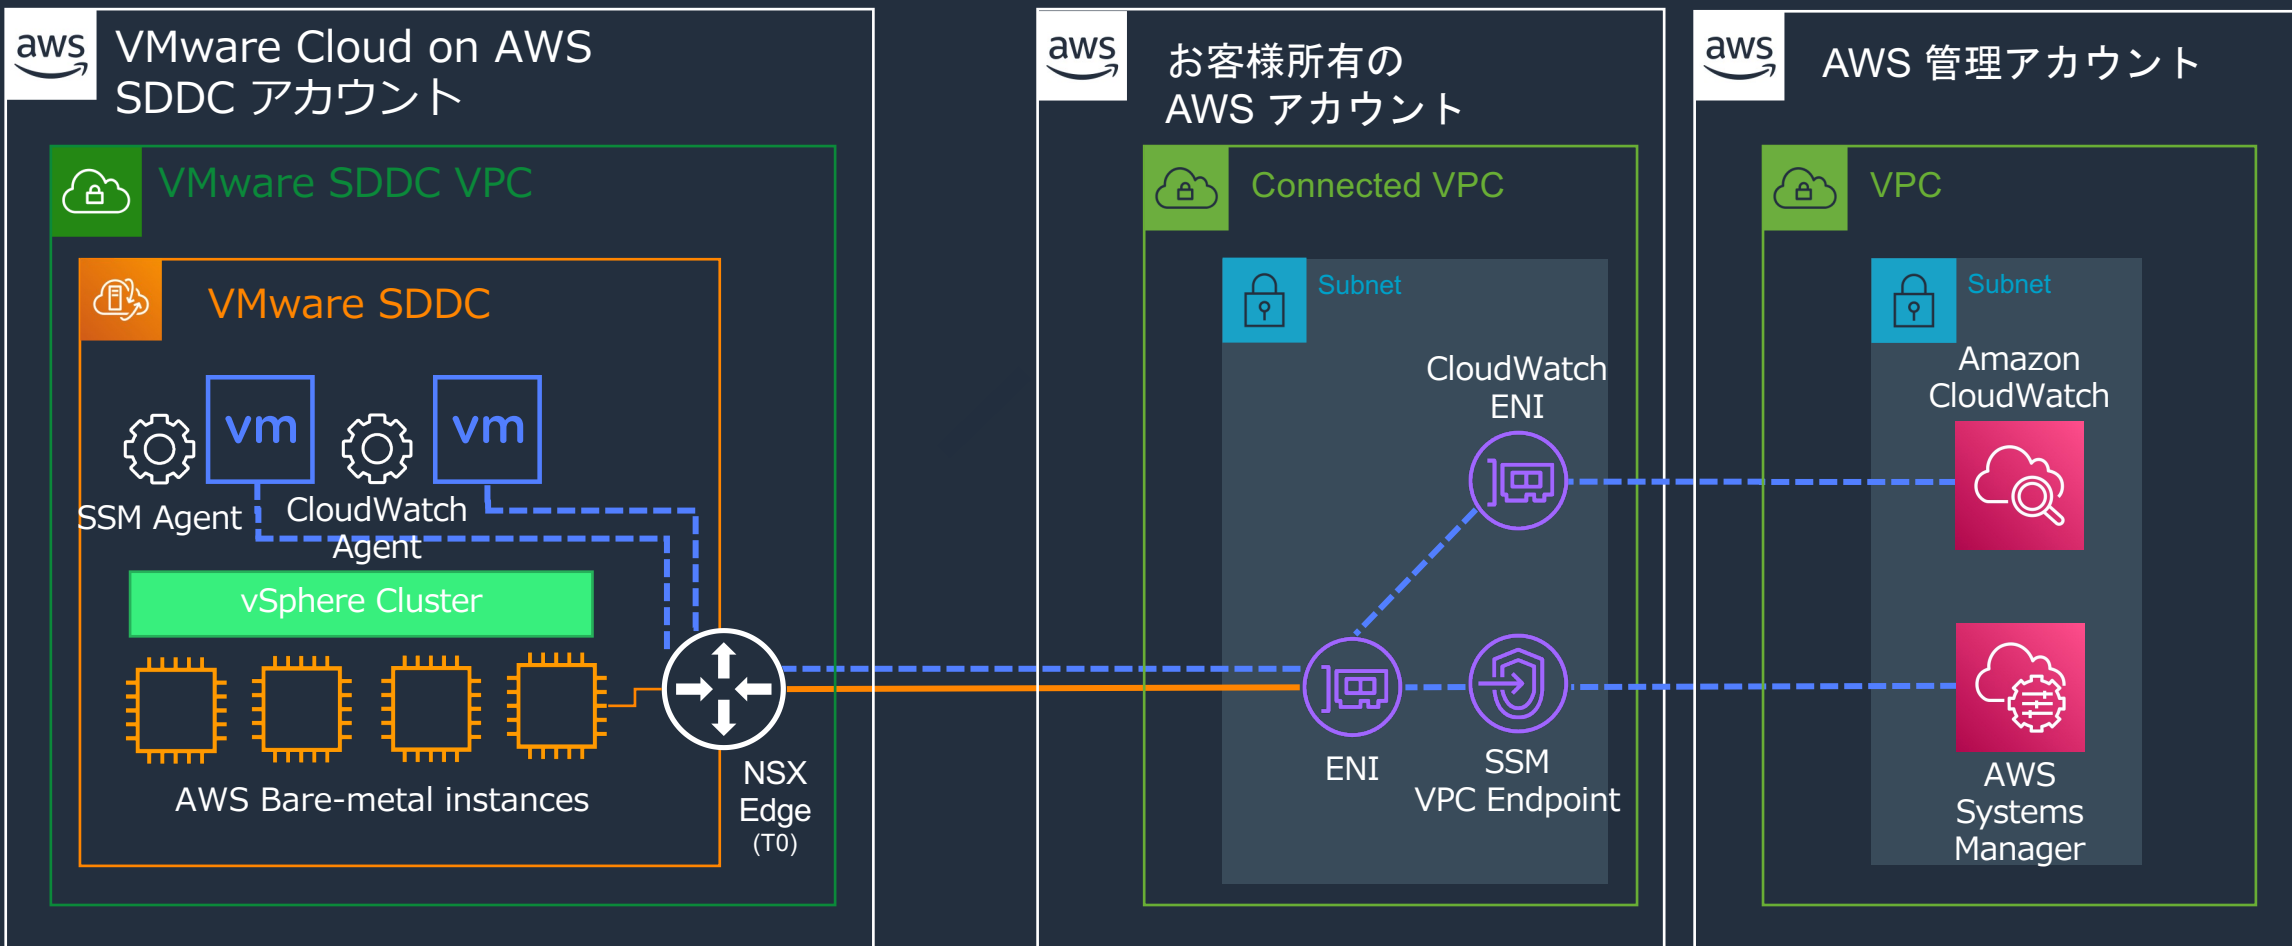 aws
VMware Cloud on AWS
SDDC アカウント
VMware SDDC VPC
VMware SDDC
vm
vm
SSM Agent
CloudWatch
Agent
vSphere Cluster
AWS Bare-metal instances
NSX
Edge
(T0)
aws
お客様所有の
AWS アカウント
Connected VPC
Subnet
CloudWatch
ENI
ENI
SSM
VPC Endpoint
aws
AWS 管理アカウント
VPC
Subnet
Amazon
CloudWatch
AWS
Systems
Manager